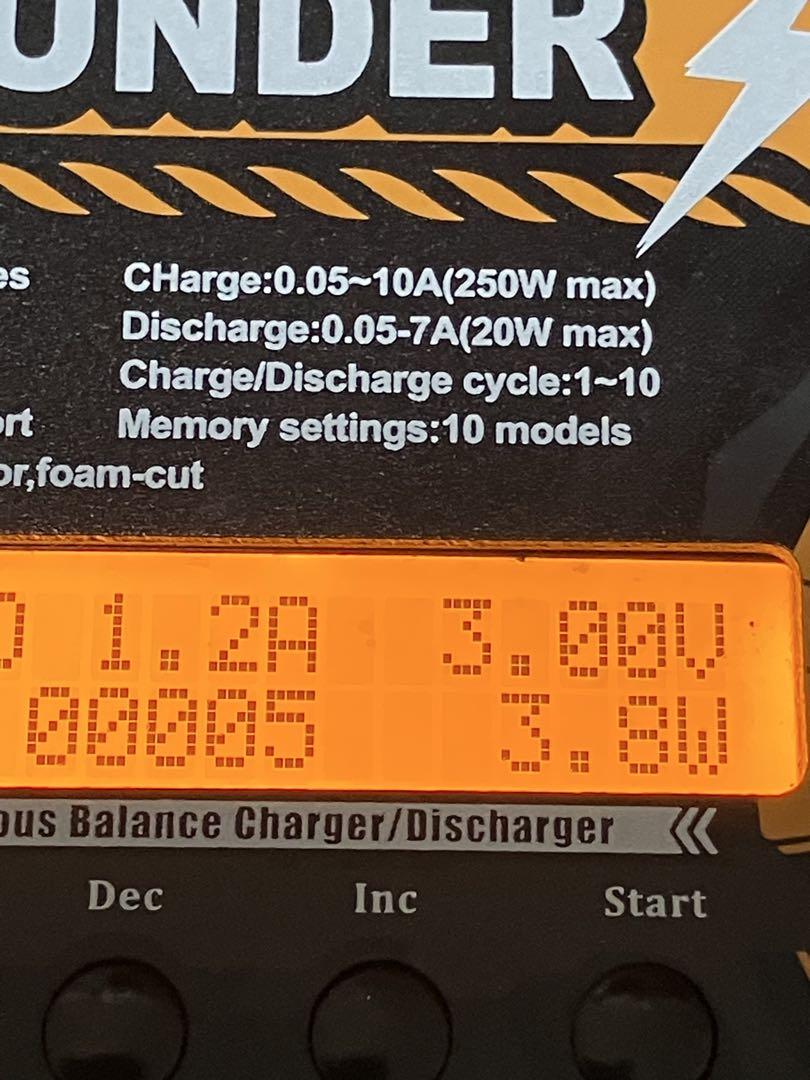 UNDER
es
CHarge:0.05~10A(250W max)
Discharge:0.05-7A(20W max)
Charge/Discharge cycle:1~10
ort
Memory settings:10 models
or,foam-cut
1.2A 3.00V
00005 3.8W
ous Balance Charger/Discharger
Dec
Inc
Start